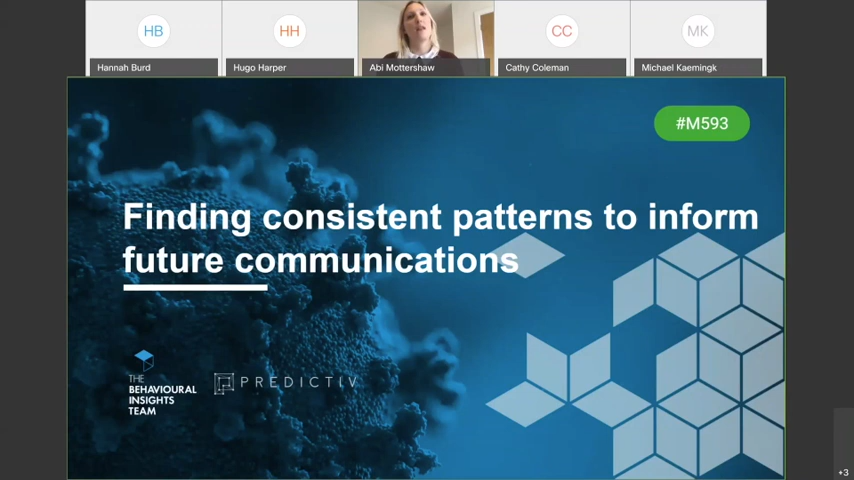 HB
HH
CC
MK
Hannah Burd
Hugo Harper
Abi Mottershaw
Cathy Coleman
Michael Kaemingk
#M593
Finding consistent patterns to inform
future communications
THE
BEHAVIOURAL
INSIGHTS
TEAM
PREDICTIV
+3